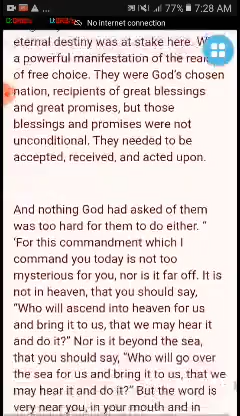 77% 7:28 AM
No internet connection
eternal destiny was at stake here.
a powerful manifestation of the
of free choice. They were God's chosen
nation, recipients of great blessings
and great promises, but those
blessings and promises were not
unconditional. They needed to be
accepted, received, and acted upon.
And nothing God had asked of them
was too hard for them to do either. “
‘For this commandment which I
command you today is not too
mysterious for you, nor is it far off. It is
not in heaven, that you should say,
“Who will ascend into heaven for us
and bring it to us, that we may hear it
and do it?” Nor is it beyond the sea,
that you should say, “Who will go over
the sea for us and bring it to us, that we
may hear it and do it?” But the word is
very near you, in your mouth and in